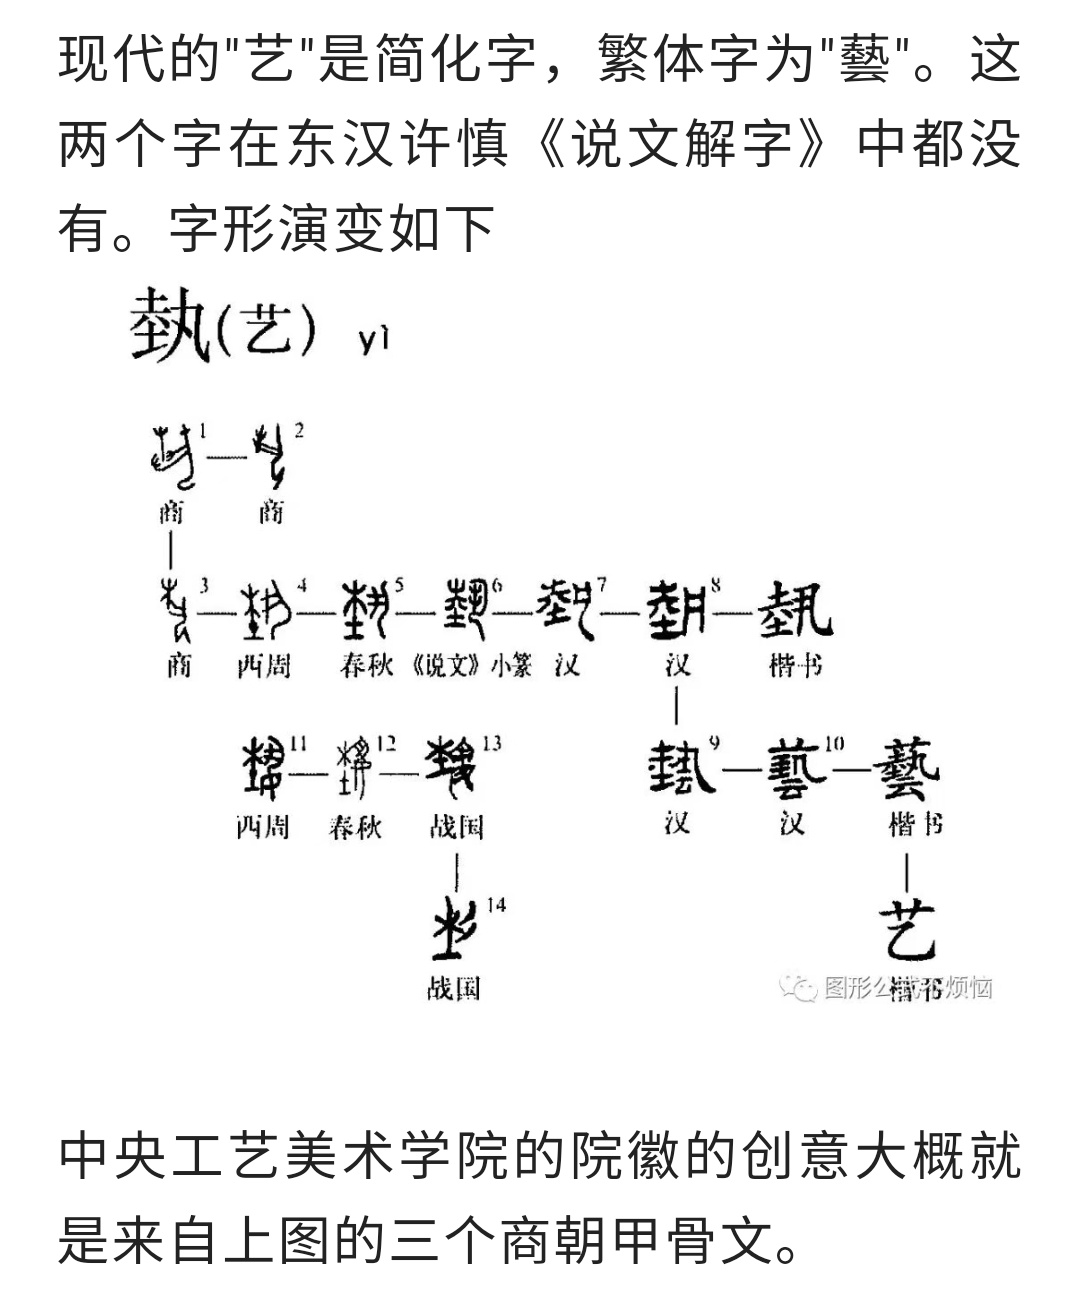 现代的"艺"是简化字，繁体字为"藝"。这
两个字在东汉许慎《说文解字》中都没
有。字形演变如下
埶(艺) yì
1 2
商 商
3 4 5 6 7 8
商 西周 春秋 《说文》小篆 汉 汉 楷书
11 12 13 9 10 藝
西周 春秋 战国 汉 汉 楷书
14 艺
战国 楷书
图形公式不烦恼
中央工艺美术学院的院徽的创意大概就
是来自上图的三个商朝甲骨文。